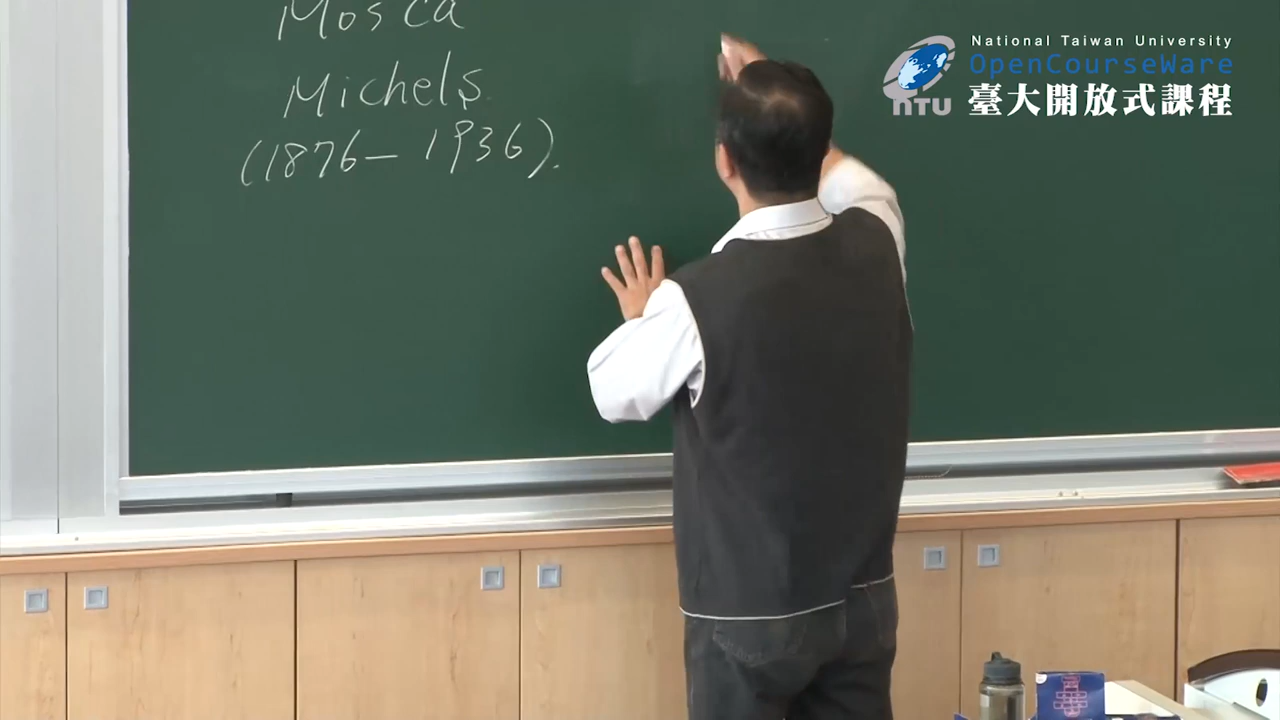 Mosca
Michels
(1876- 1936).
National Taiwan University
OpenCourseWare
臺大開放式課程
NTU